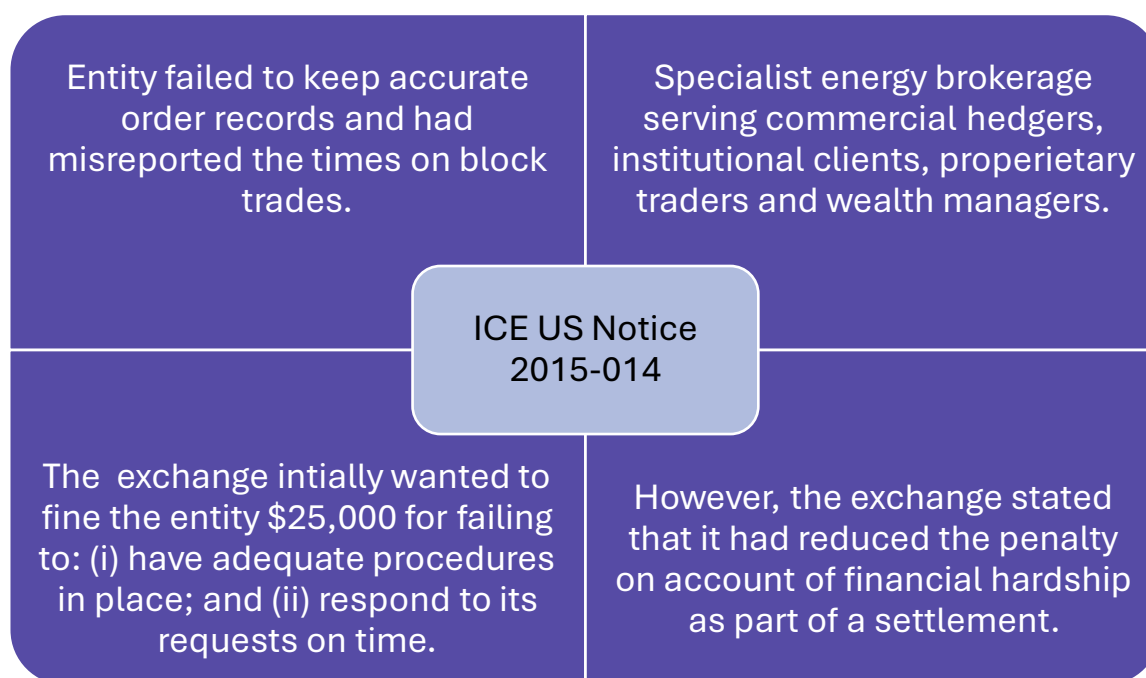 Entity failed to keep accurate
order records and had
misreported the times on block
trades.
Specialist energy brokerage
serving commercial hedgers,
institutional clients, properietary
traders and wealth managers.
ICE US Notice
2015-014
The exchange intially wanted to
fine the entity $25,000 for failing
to: (i) have adequate procedures
in place; and (ii) respond to its
requests on time.
However, the exchange stated
that it had reduced the penalty
on account of financial hardship
as part of a settlement.